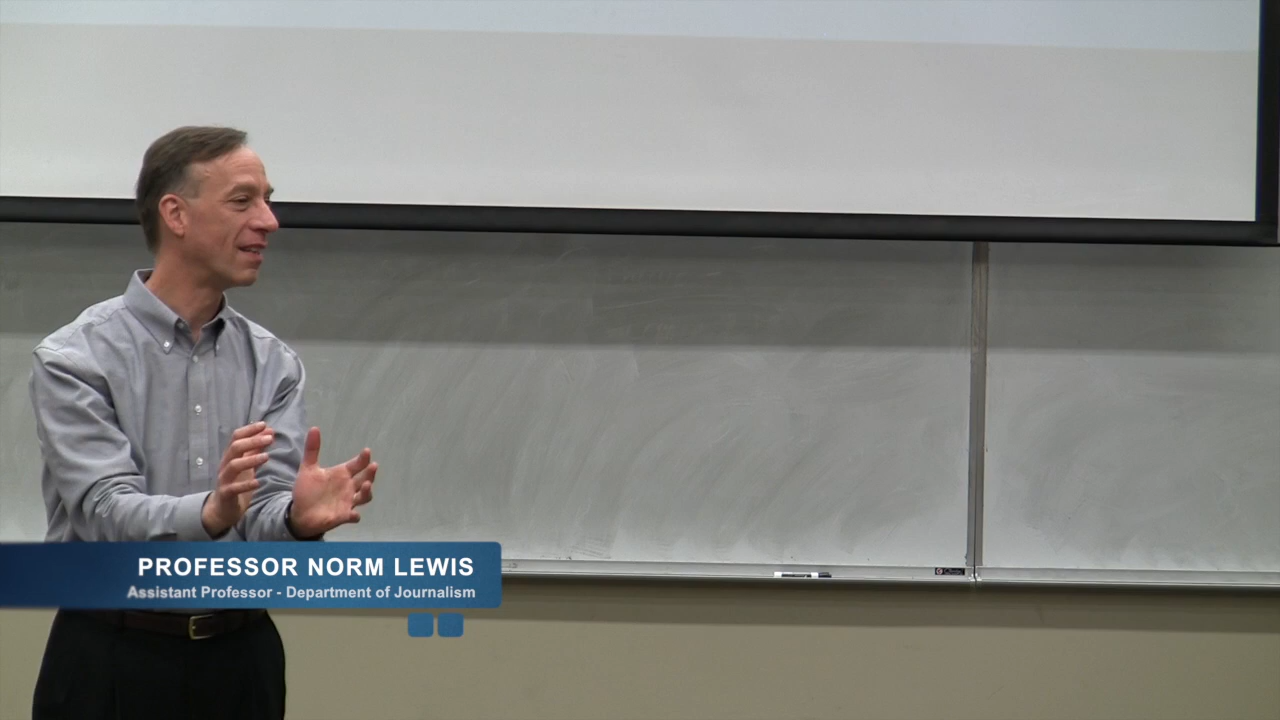 PROFESSOR NORM LEWIS
Assistant Professor - Department of Journalism